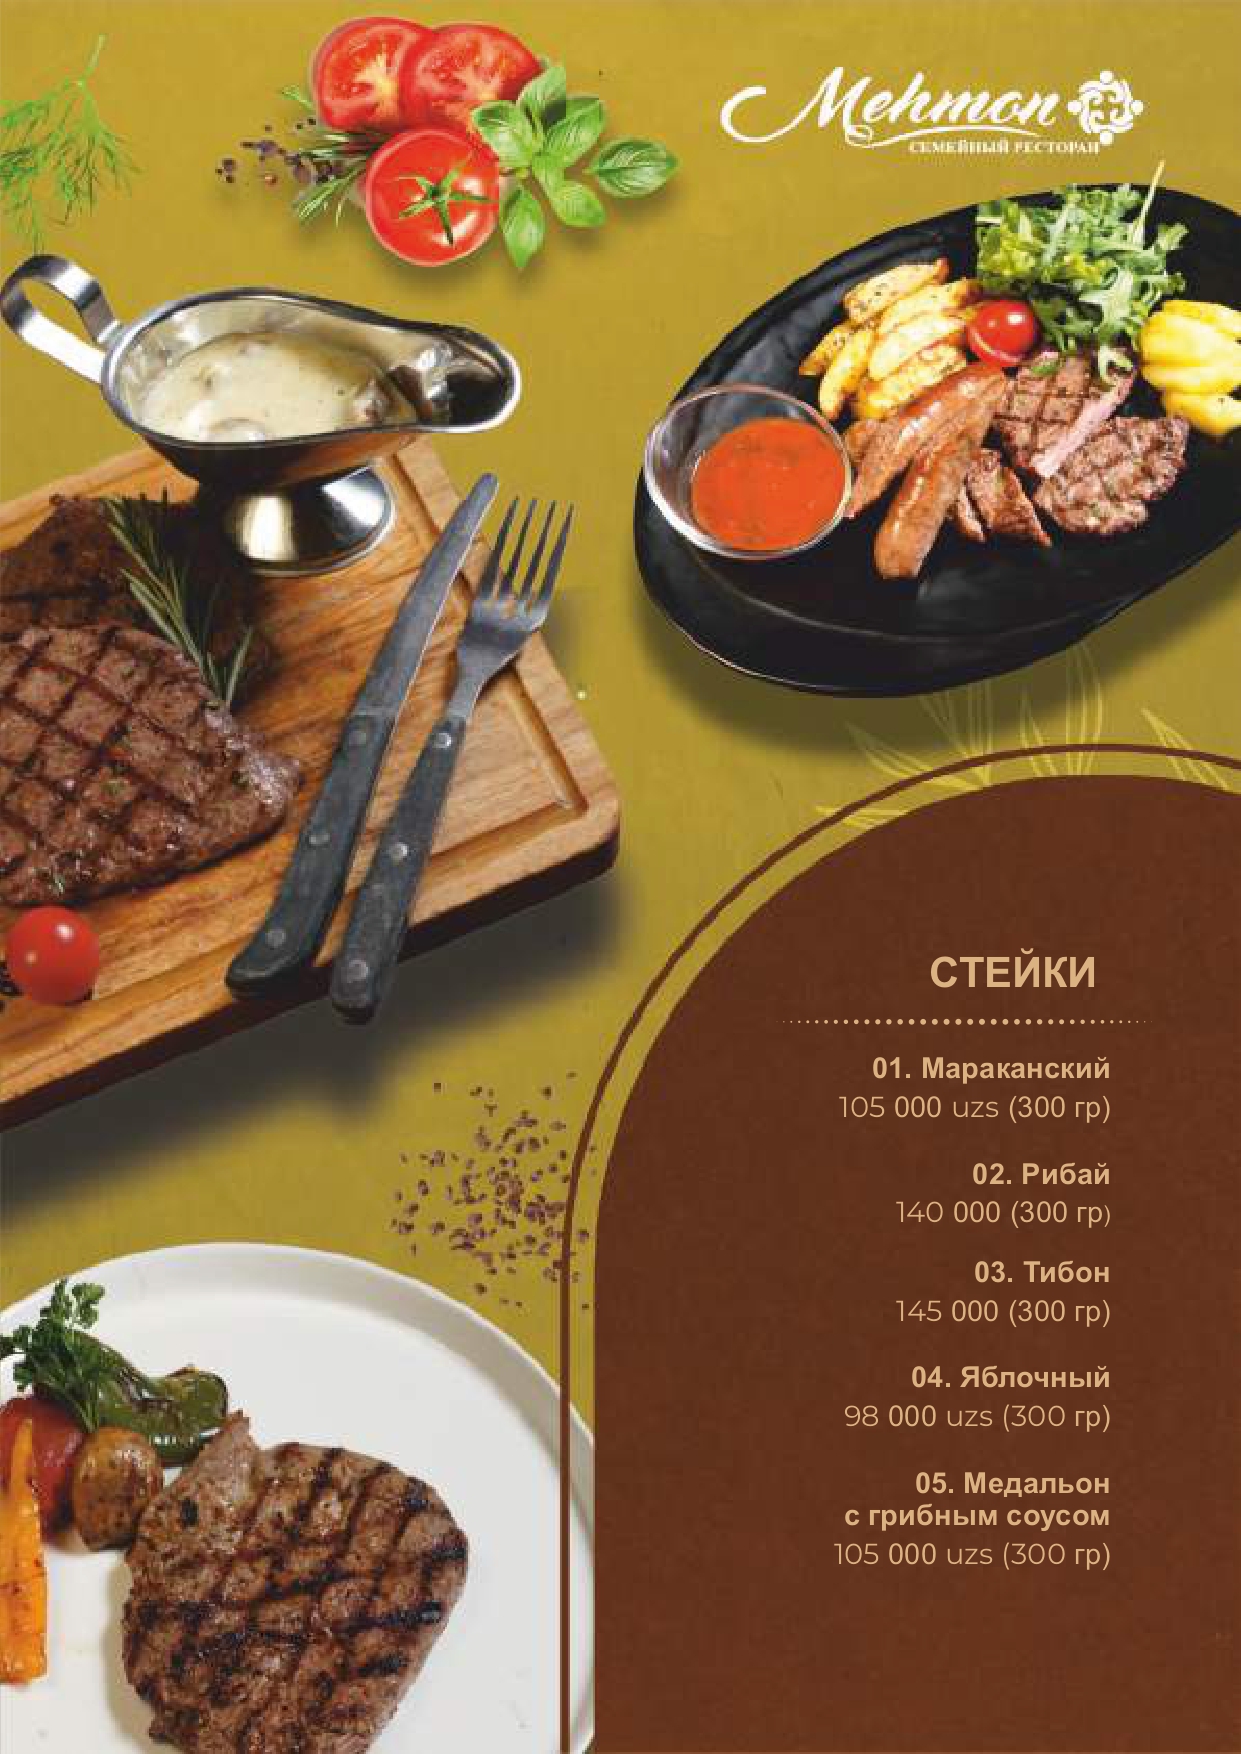 Mehmon
СЕМЕЙНЫЙ РЕСТОРАН
СТЕЙКИ
01. Мараканский
105 000 uzs (300 гр)
02. Рибай
140 000 (300 гр)
03. Тибон
145 000 (300 гр)
04. Яблочный
98 000 uzs (300 гр)
05. Медальон
с грибным соусом
105 000 uzs (300 гр)